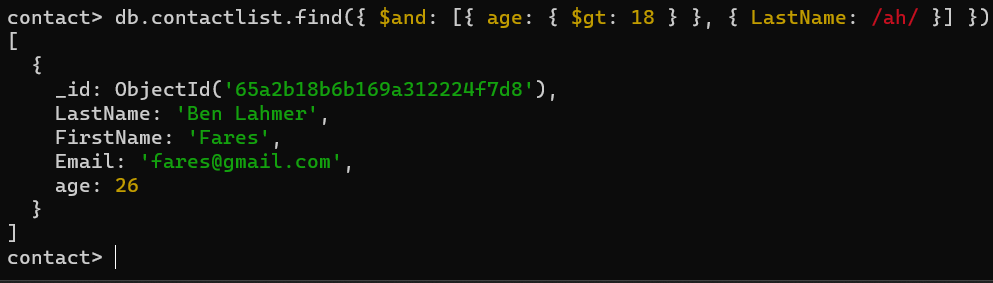 contact> db.contactlist.find({ $and: [{ age: { $gt: 18 } }, { LastName: /ah/ }] })
[
  {
    _id: ObjectId('65a2b18b6b169a312224f7d8'),
    LastName: 'Ben Lahmer',
    FirstName: 'Fares',
    Email: 'fares@gmail.com',
    age: 26
  }
]
contact>